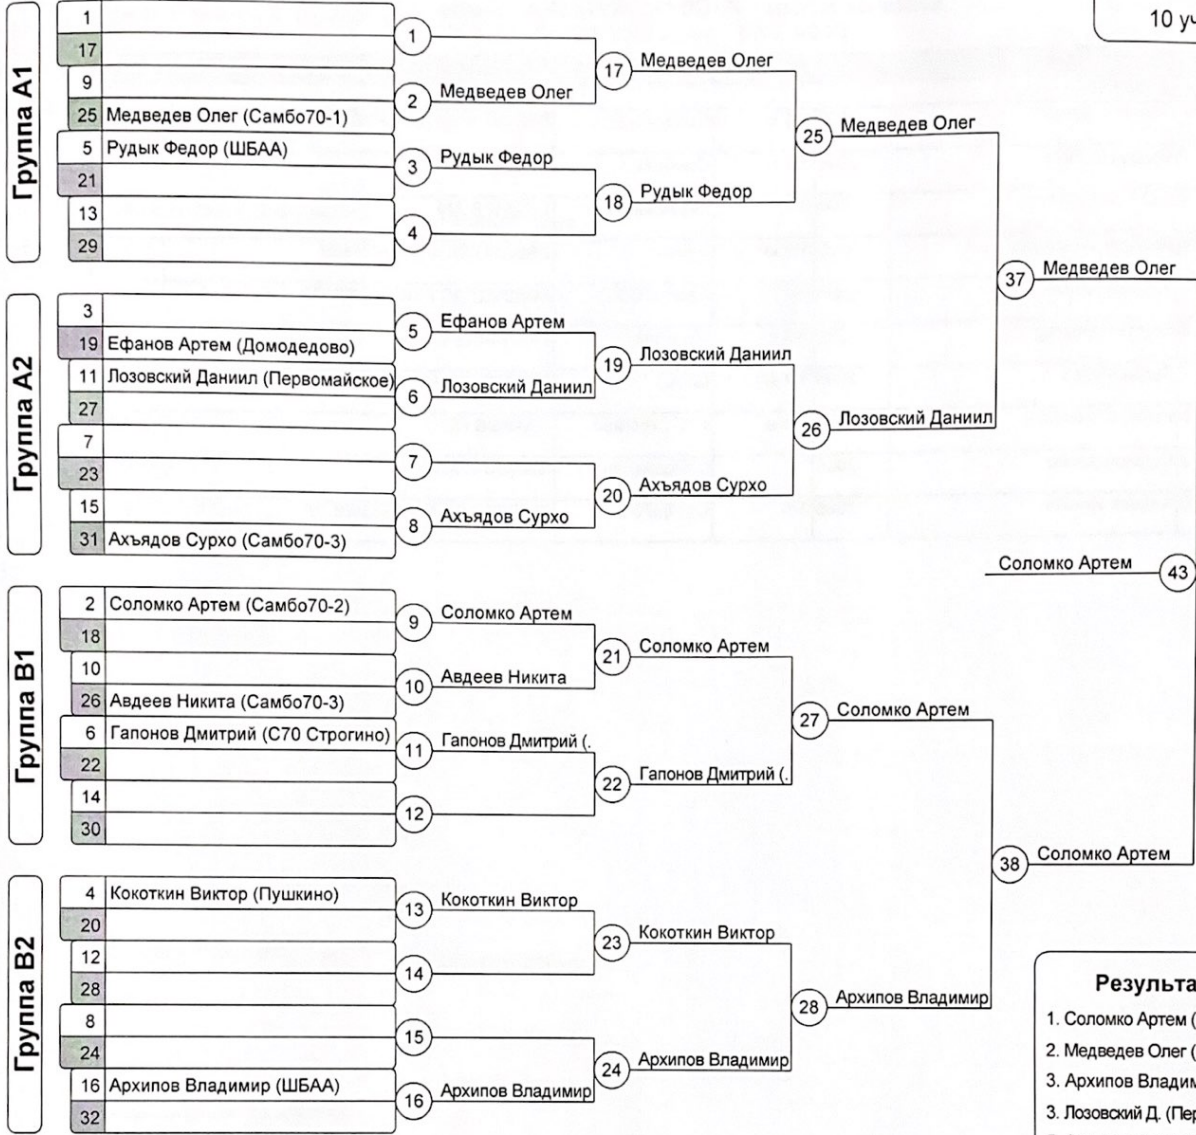 10 уч
Группа А1
1
17
9
25 Медведев Олег (Самбо70-1)
5 Рудык Федор (ШБАА)
21
13
29
1
2 Медведев Олег
3 Рудык Федор
4
17 Медведев Олег
18 Рудык Федор
25 Медведев Олег
Группа А2
3
19 Ефанов Артем (Домодедово)
11 Лозовский Даниил (Первомайское)
27
7
23
15
31 Ахъядов Сурхо (Самбо70-3)
5 Ефанов Артем
6 Лозовский Даниил
7
8 Ахъядов Сурхо
19 Лозовский Даниил
20 Ахъядов Сурхо
26 Лозовский Даниил
37 Медведев Олег
Соломко Артем 43
Группа В1
2 Соломко Артем (Самбо70-2)
18
10
26 Авдеев Никита (Самбо70-3)
6 Гапонов Дмитрий (С70 Строгино)
22
14
30
9 Соломко Артем
10 Авдеев Никита
11 Гапонов Дмитрий (.
12
21 Соломко Артем
22 Гапонов Дмитрий (.
27 Соломко Артем
Группа В2
4 Кокоткин Виктор (Пушкино)
20
12
28
8
24
16 Архипов Владимир (ШБАА)
32
13 Кокоткин Виктор
14
15
16 Архипов Владимир
23 Кокоткин Виктор
24 Архипов Владимир
28 Архипов Владимир
38 Соломко Артем
Результа
1. Соломко Артем (
2. Медведев Олег (
3. Архипов Владим
3. Лозовский Д. (Пер